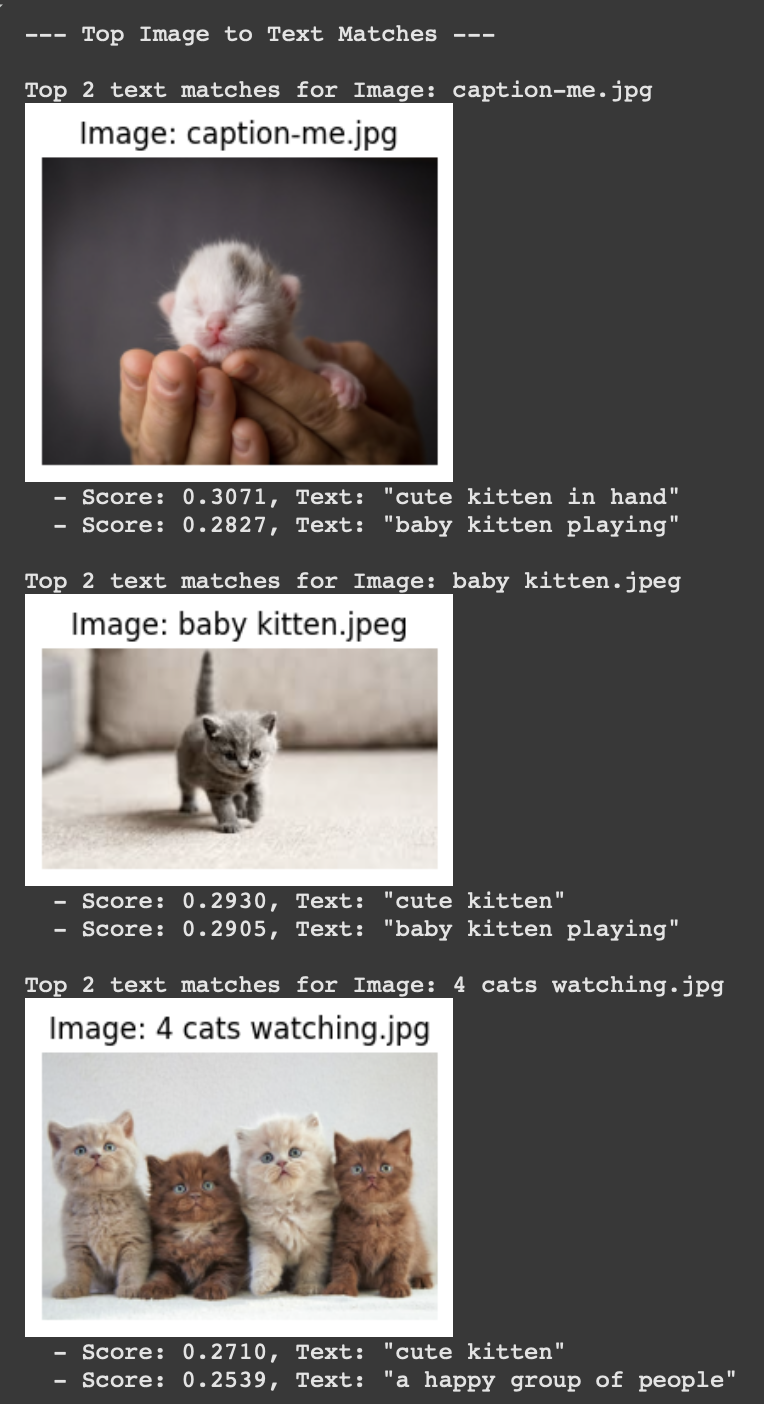 --- Top Image to Text Matches ---
Top 2 text matches for Image: caption-me.jpg
Image: caption-me.jpg
- Score: 0.3071, Text: "cute kitten in hand"
- Score: 0.2827, Text: "baby kitten playing"
Top 2 text matches for Image: baby kitten.jpeg
Image: baby kitten.jpeg
- Score: 0.2930, Text: "cute kitten"
- Score: 0.2905, Text: "baby kitten playing"
Top 2 text matches for Image: 4 cats watching.jpg
Image: 4 cats watching.jpg
- Score: 0.2710, Text: "cute kitten"
- Score: 0.2539, Text: "a happy group of people"